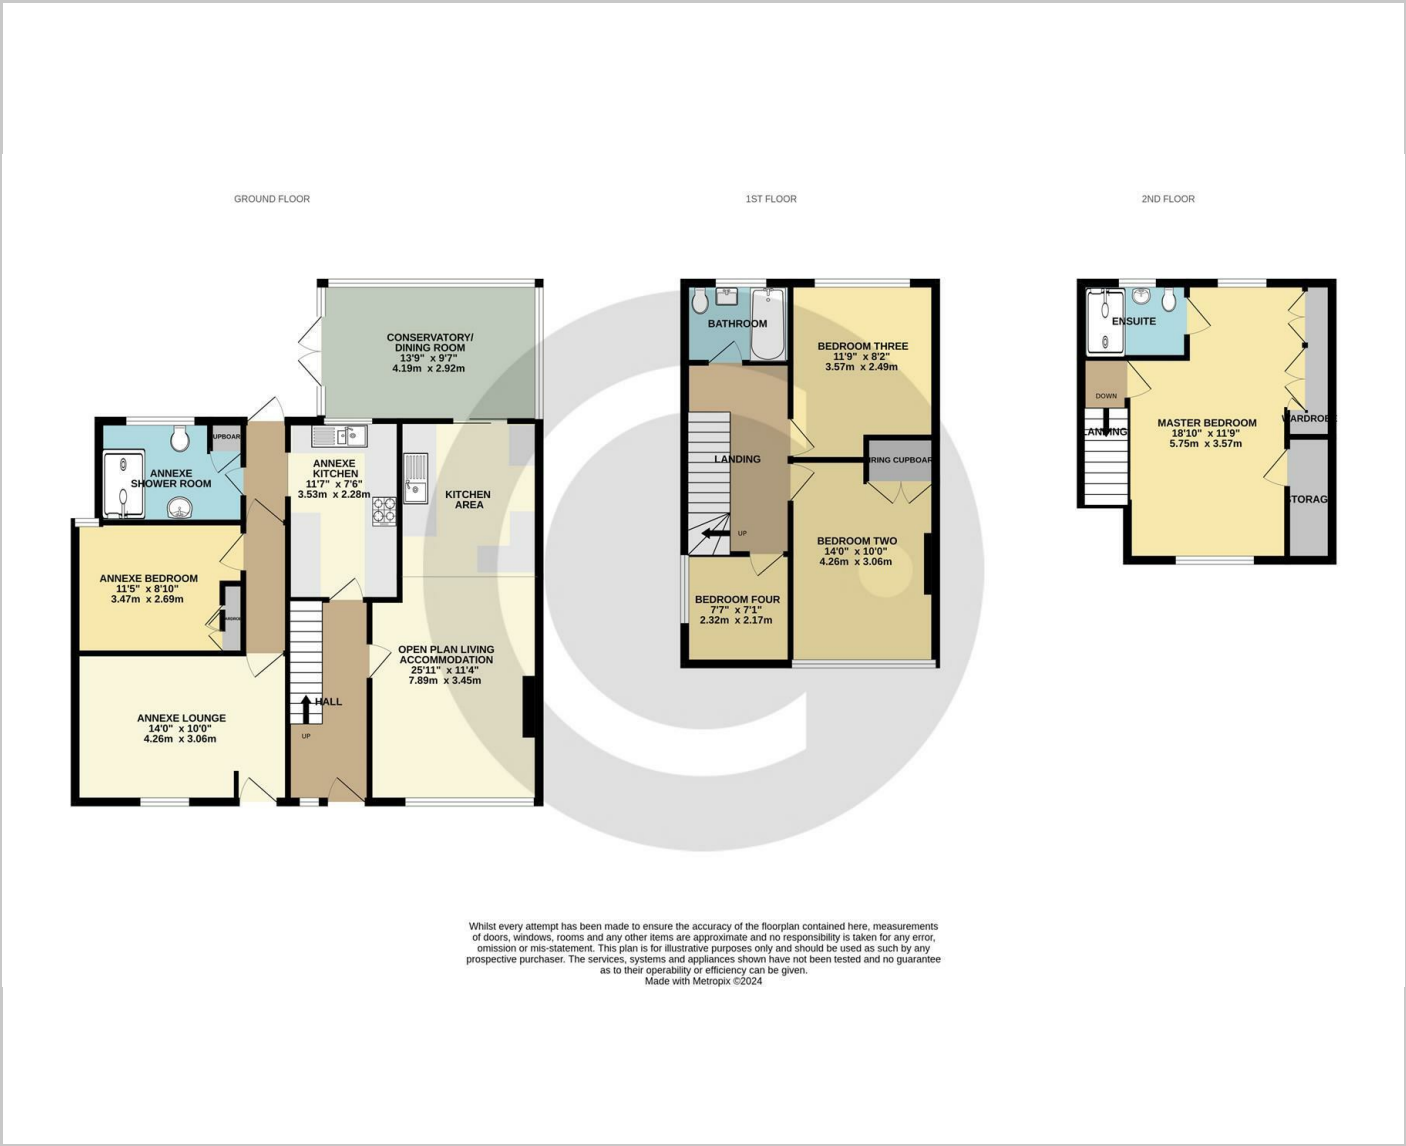 GROUND FLOOR
1ST FLOOR
2ND FLOOR
CONSERVATORY/
DINING ROOM
13'9" x 9'7"
4.19m x 2.92m
UPBOAR
ANNEXE
SHOWER ROOM
ANNEXE
KITCHEN
11'7" x 7'6"
3.53m x 2.28m
KITCHEN
AREA
ANNEXE BEDROOM
11'5" x 8'10"
3.47m x 2.69m
OPEN PLAN LIVING
ACCOMMODATION
25'11" x 11'4"
7.89m x 3.45m
HALL
UP
ANNEXE LOUNGE
14'0" x 10'0"
4.26m x 3.06m
BATHROOM
BEDROOM THREE
11'9" x 8'2"
3.57m x 2.49m
LANDING
IRING CUPBOAR
UP
BEDROOM TWO
14'0" x 10'0"
4.26m x 3.06m
BEDROOM FOUR
7'7" x 7'1"
2.32m x 2.17m
ENSUITE
DOWN
LANDING
MASTER BEDROOM
18'10" x 11'9"
5.75m x 3.57m
WARDROBE
STORAG
Whilst every attempt has been made to ensure the accuracy of the floorplan contained here, measurements
of doors, windows, rooms and any other items are approximate and no responsibility is taken for any error,
omission or mis-statement. This plan is for illustrative purposes only and should be used as such by any
prospective purchaser. The services, systems and appliances shown have not been tested and no guarantee
as to their operability or efficiency can be given.
Made with Metropix ©2024